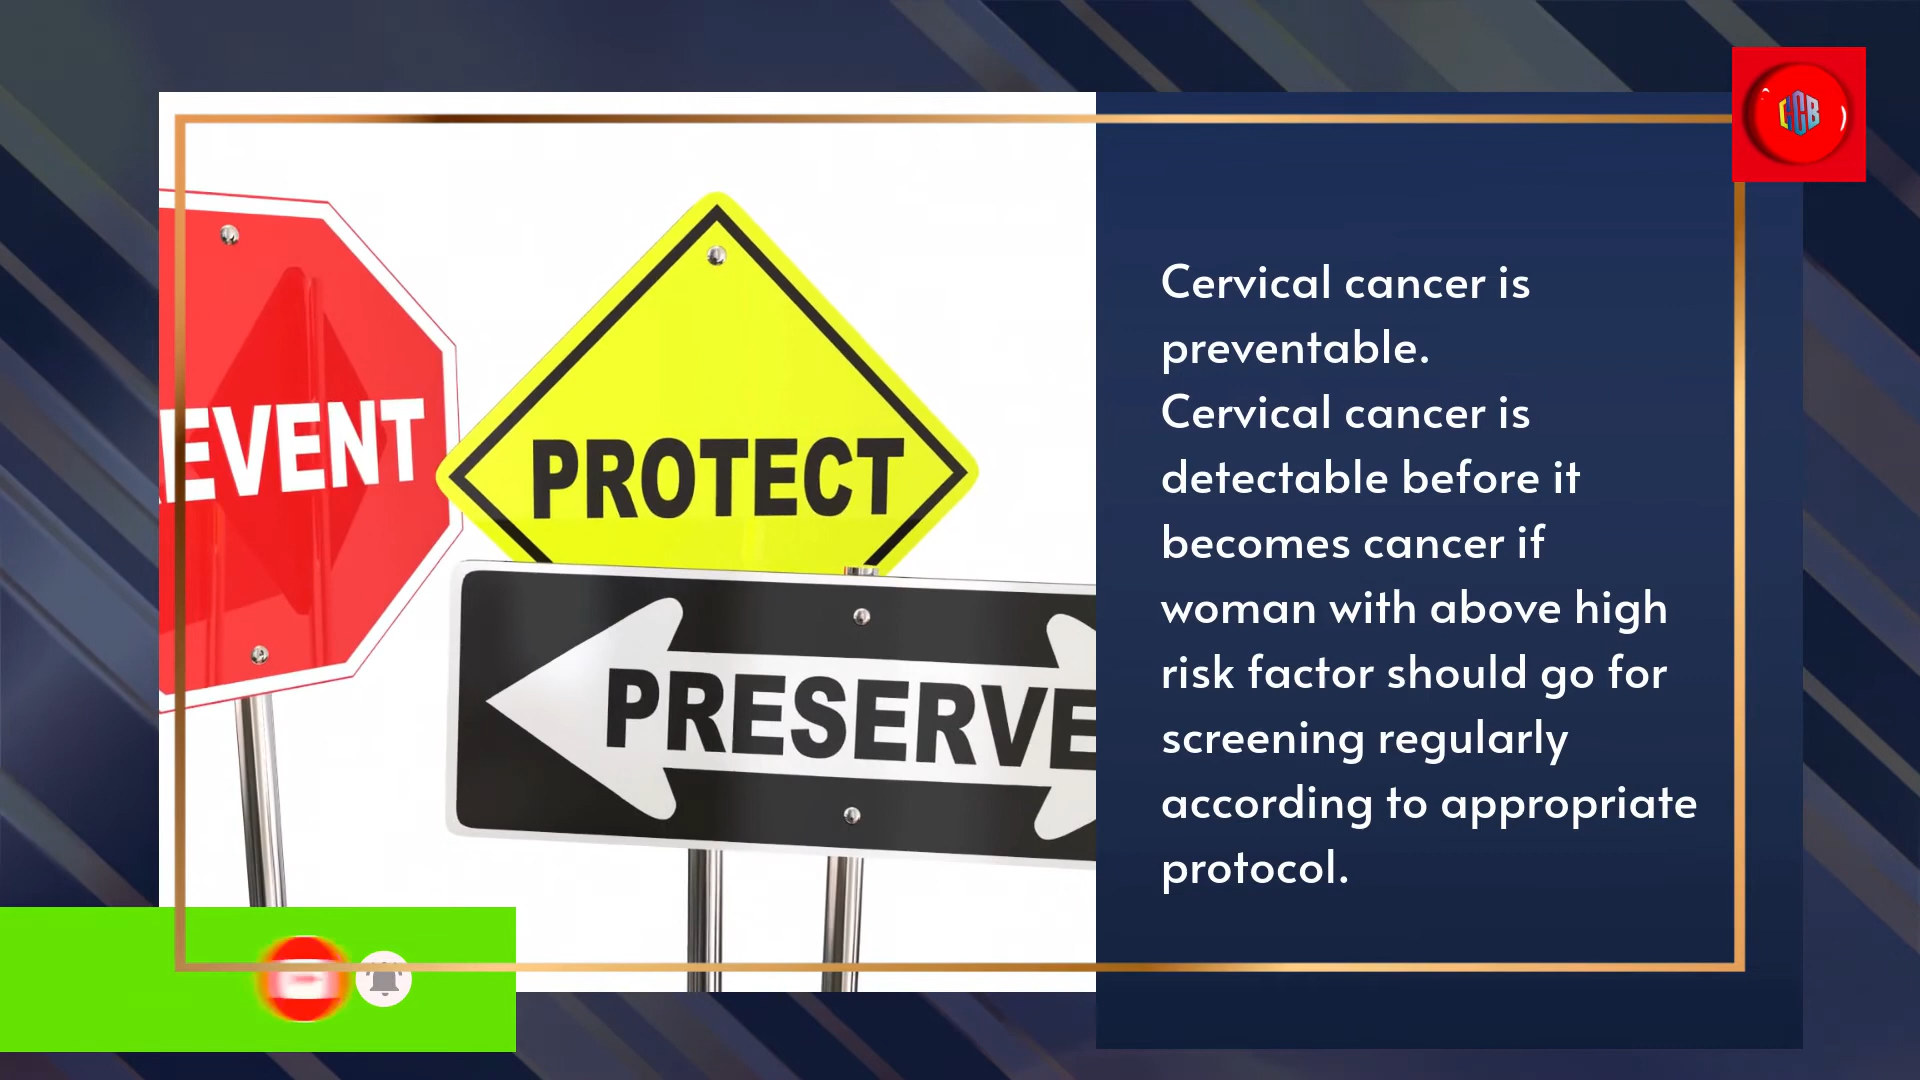 EVENT
PROTECT
PRESERVE
Cervical cancer is
preventable.
Cervical cancer is
detectable before it
becomes cancer if
woman with above high
risk factor should go for
screening regularly
according to appropriate
protocol.